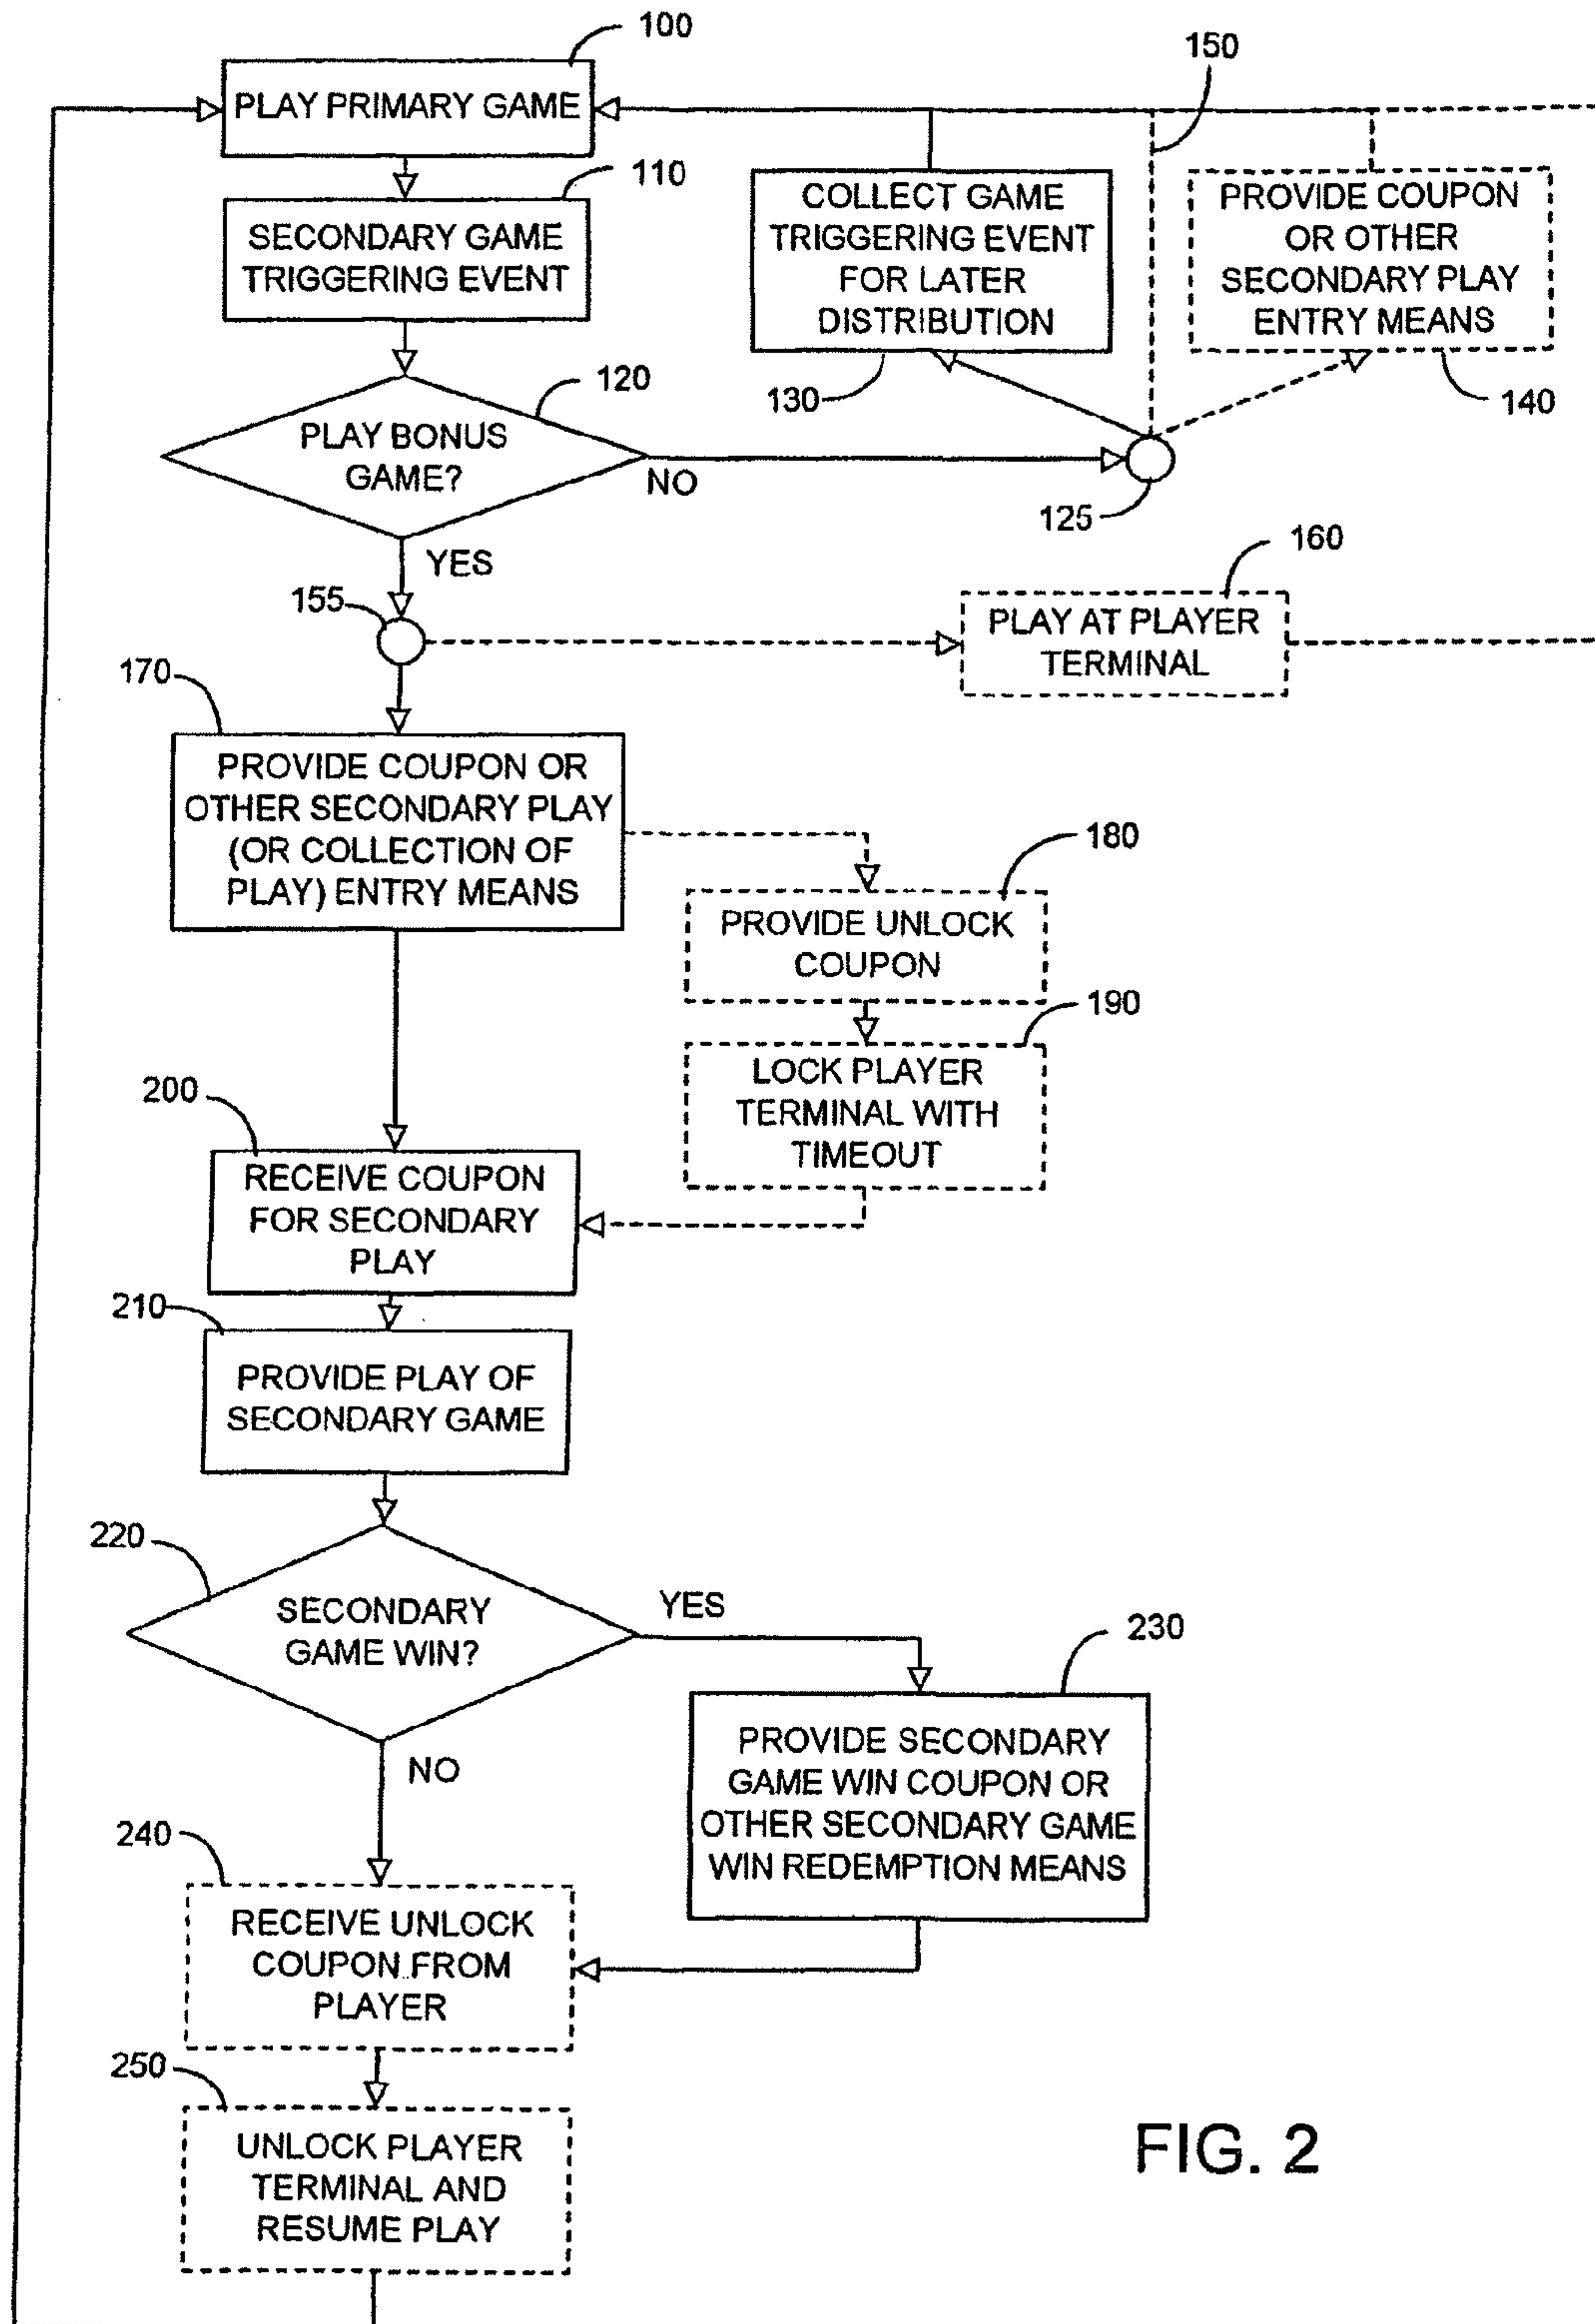 100
PLAY PRIMARY GAME
110
SECONDARY GAME
TRIGGERING EVENT
120
PLAY BONUS
GAME?
NO
YES
125
COLLECT GAME
TRIGGERING EVENT
FOR LATER
DISTRIBUTION
130
150
PROVIDE COUPON
OR OTHER
SECONDARY PLAY
ENTRY MEANS
140
155
160
PLAY AT PLAYER
TERMINAL
170
PROVIDE COUPON OR
OTHER SECONDARY PLAY
(OR COLLECTION OF
PLAY) ENTRY MEANS
180
PROVIDE UNLOCK
COUPON
190
LOCK PLAYER
TERMINAL WITH
TIMEOUT
200
RECEIVE COUPON
FOR SECONDARY
PLAY
210
PROVIDE PLAY OF
SECONDARY GAME
220
SECONDARY
GAME WIN?
YES
NO
230
PROVIDE SECONDARY
GAME WIN COUPON OR
OTHER SECONDARY GAME
WIN REDEMPTION MEANS
240
RECEIVE UNLOCK
COUPON FROM
PLAYER
250
UNLOCK PLAYER
TERMINAL AND
RESUME PLAY
FIG. 2